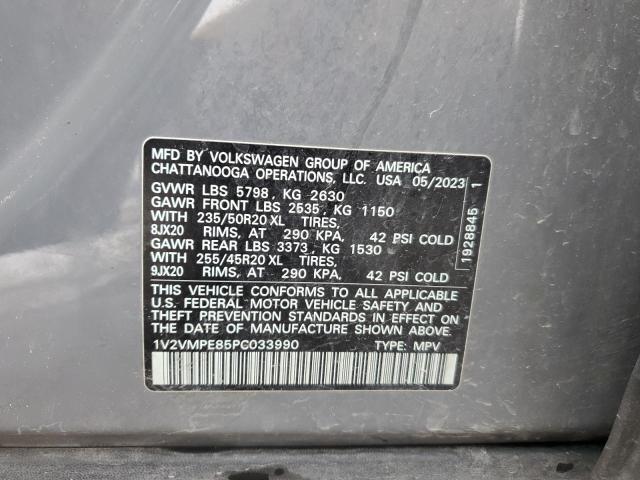 MFD BY VOLKSWAGEN GROUP OF AMERICA
CHATTANOOGA OPERATIONS, LLC. USA 05/2023
GVWR LBS 5798, KG 2630
GAWR FRONT LBS 2535, KG 1150
WITH 235/50R20 XL TIRES,
8JX20 RIMS, AT 290 KPA, 42 PSI COLD
GAWR REAR LBS 3373, KG 1530
WITH 255/45R20 XL TIRES,
9JX20 RIMS, AT 290 KPA, 42 PSI COLD
THIS VEHICLE CONFORMS TO ALL APPLICABLE
U.S. FEDERAL MOTOR VEHICLE SAFETY AND
THEFT PREVENTION STANDARDS IN EFFECT ON
THE DATE OF MANUFACTURE SHOWN ABOVE.
1V2VMPE85PC033990 TYPE: MPV
1928845 1